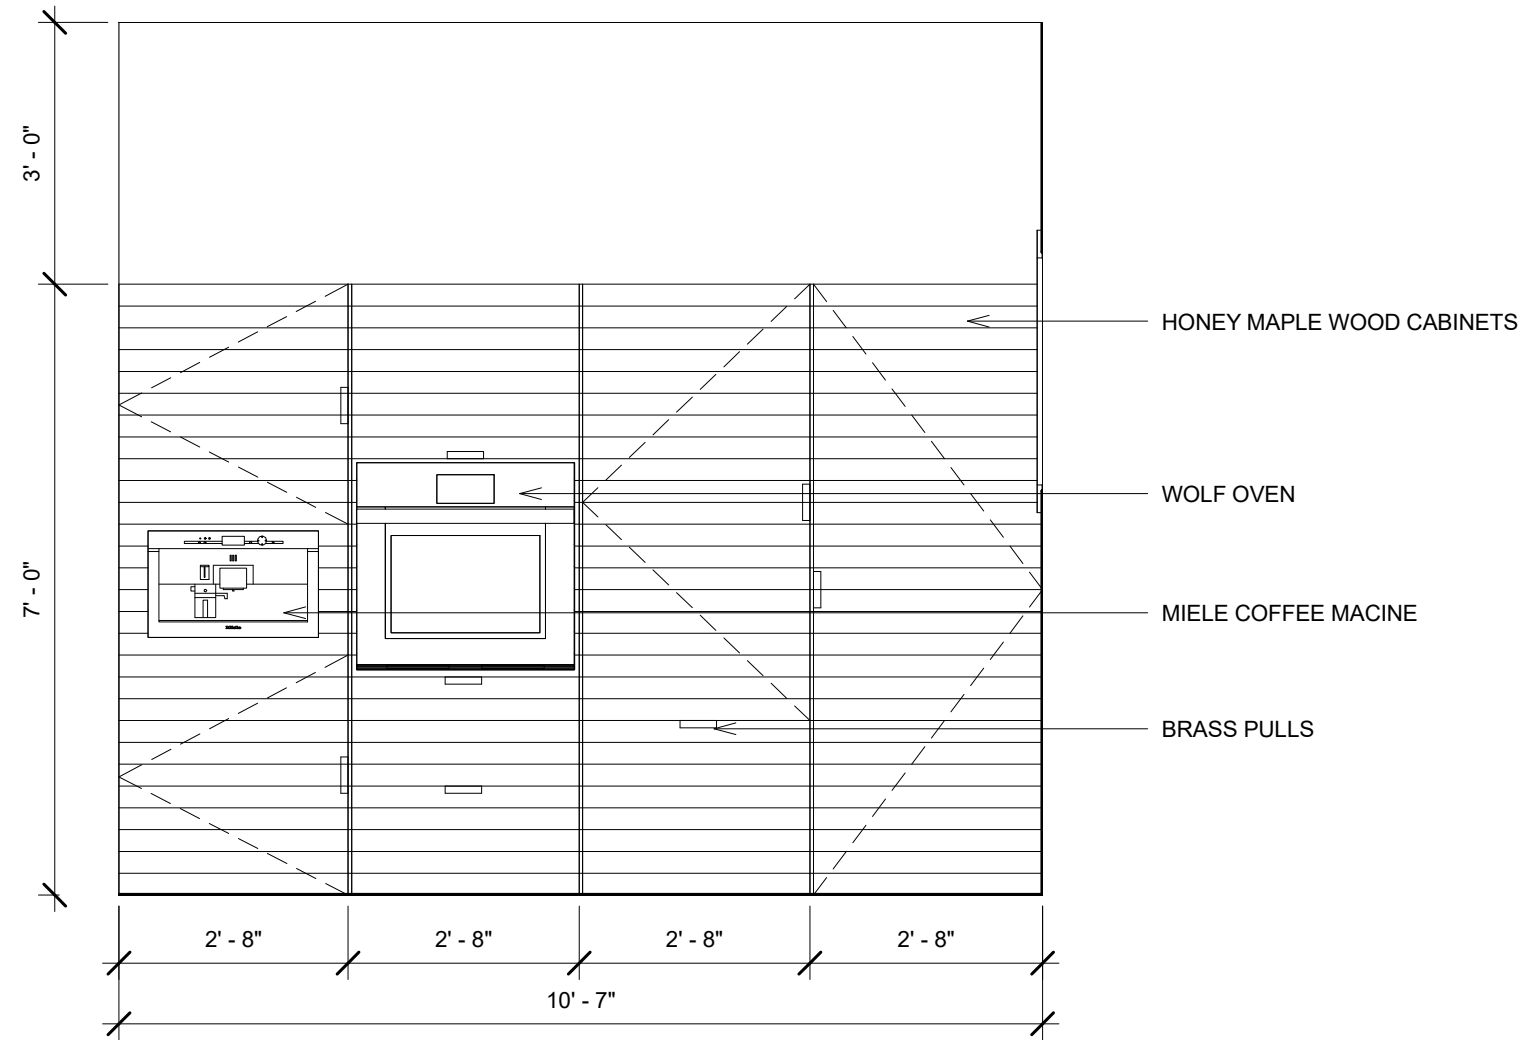 3' - 0"
HONEY MAPLE WOOD CABINETS
WOLF OVEN
7' - 0"
MIELE COFFEE MACINE
BRASS PULLS
2' - 8"
2' - 8"
2' - 8"
2' - 8"
10' - 7"